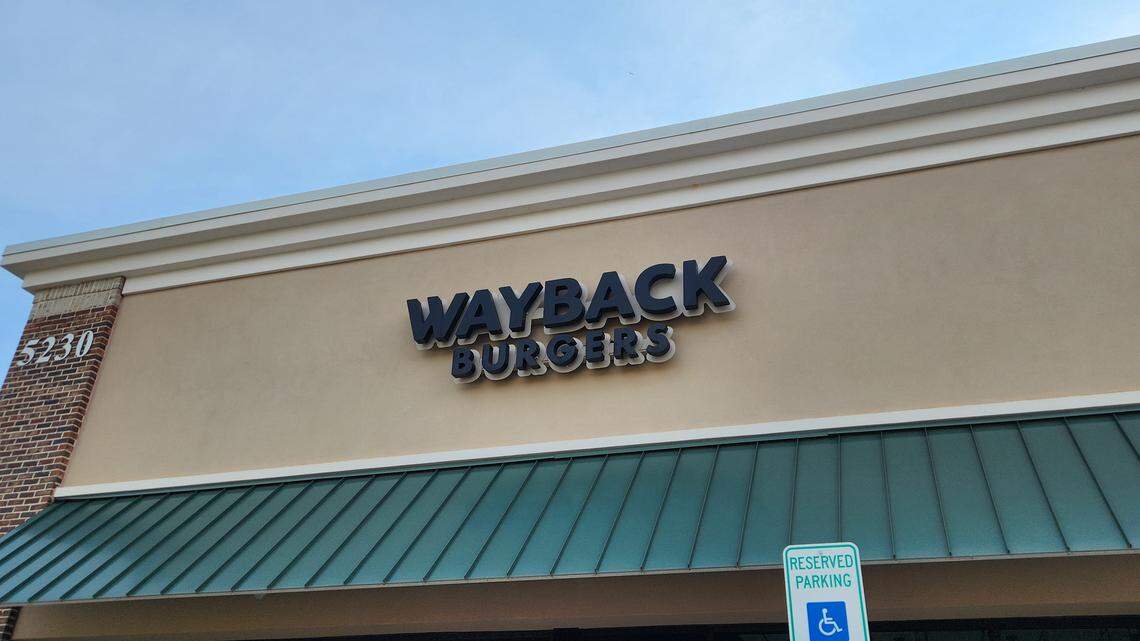 WAYBACK
BURGERS
5230
RESERVED
PARKING